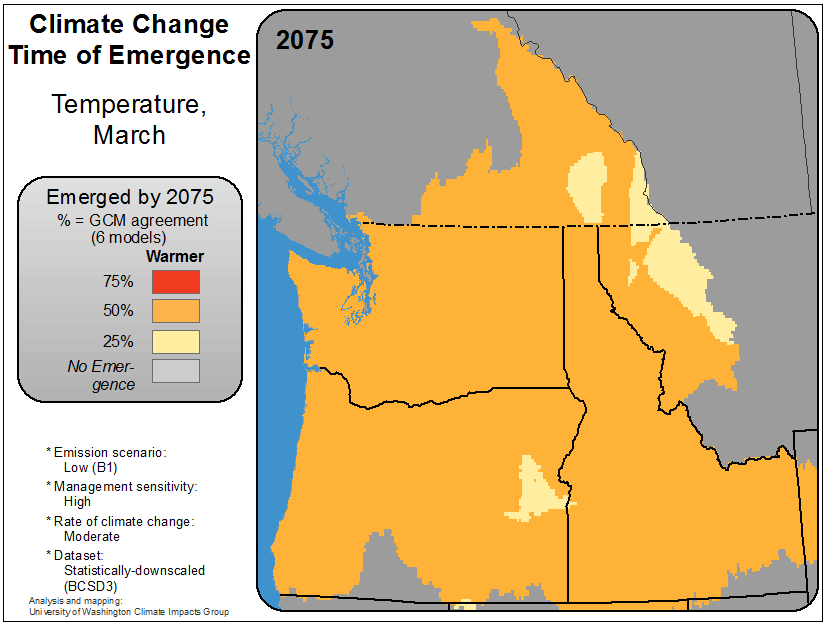 Climate Change
Time of Emergence
Temperature,
March
2075
Emerged by 2075
% = GCM agreement
(6 models)
Warmer
75%
50%
25%
No Emer-
gence
* Emission scenario:
Low (B1)
* Management sensitivity:
High
* Rate of climate change:
Moderate
* Dataset:
Statistically-downscaled
(BCSD3)
Analysis and mapping:
University of Washington Climate Impacts Group